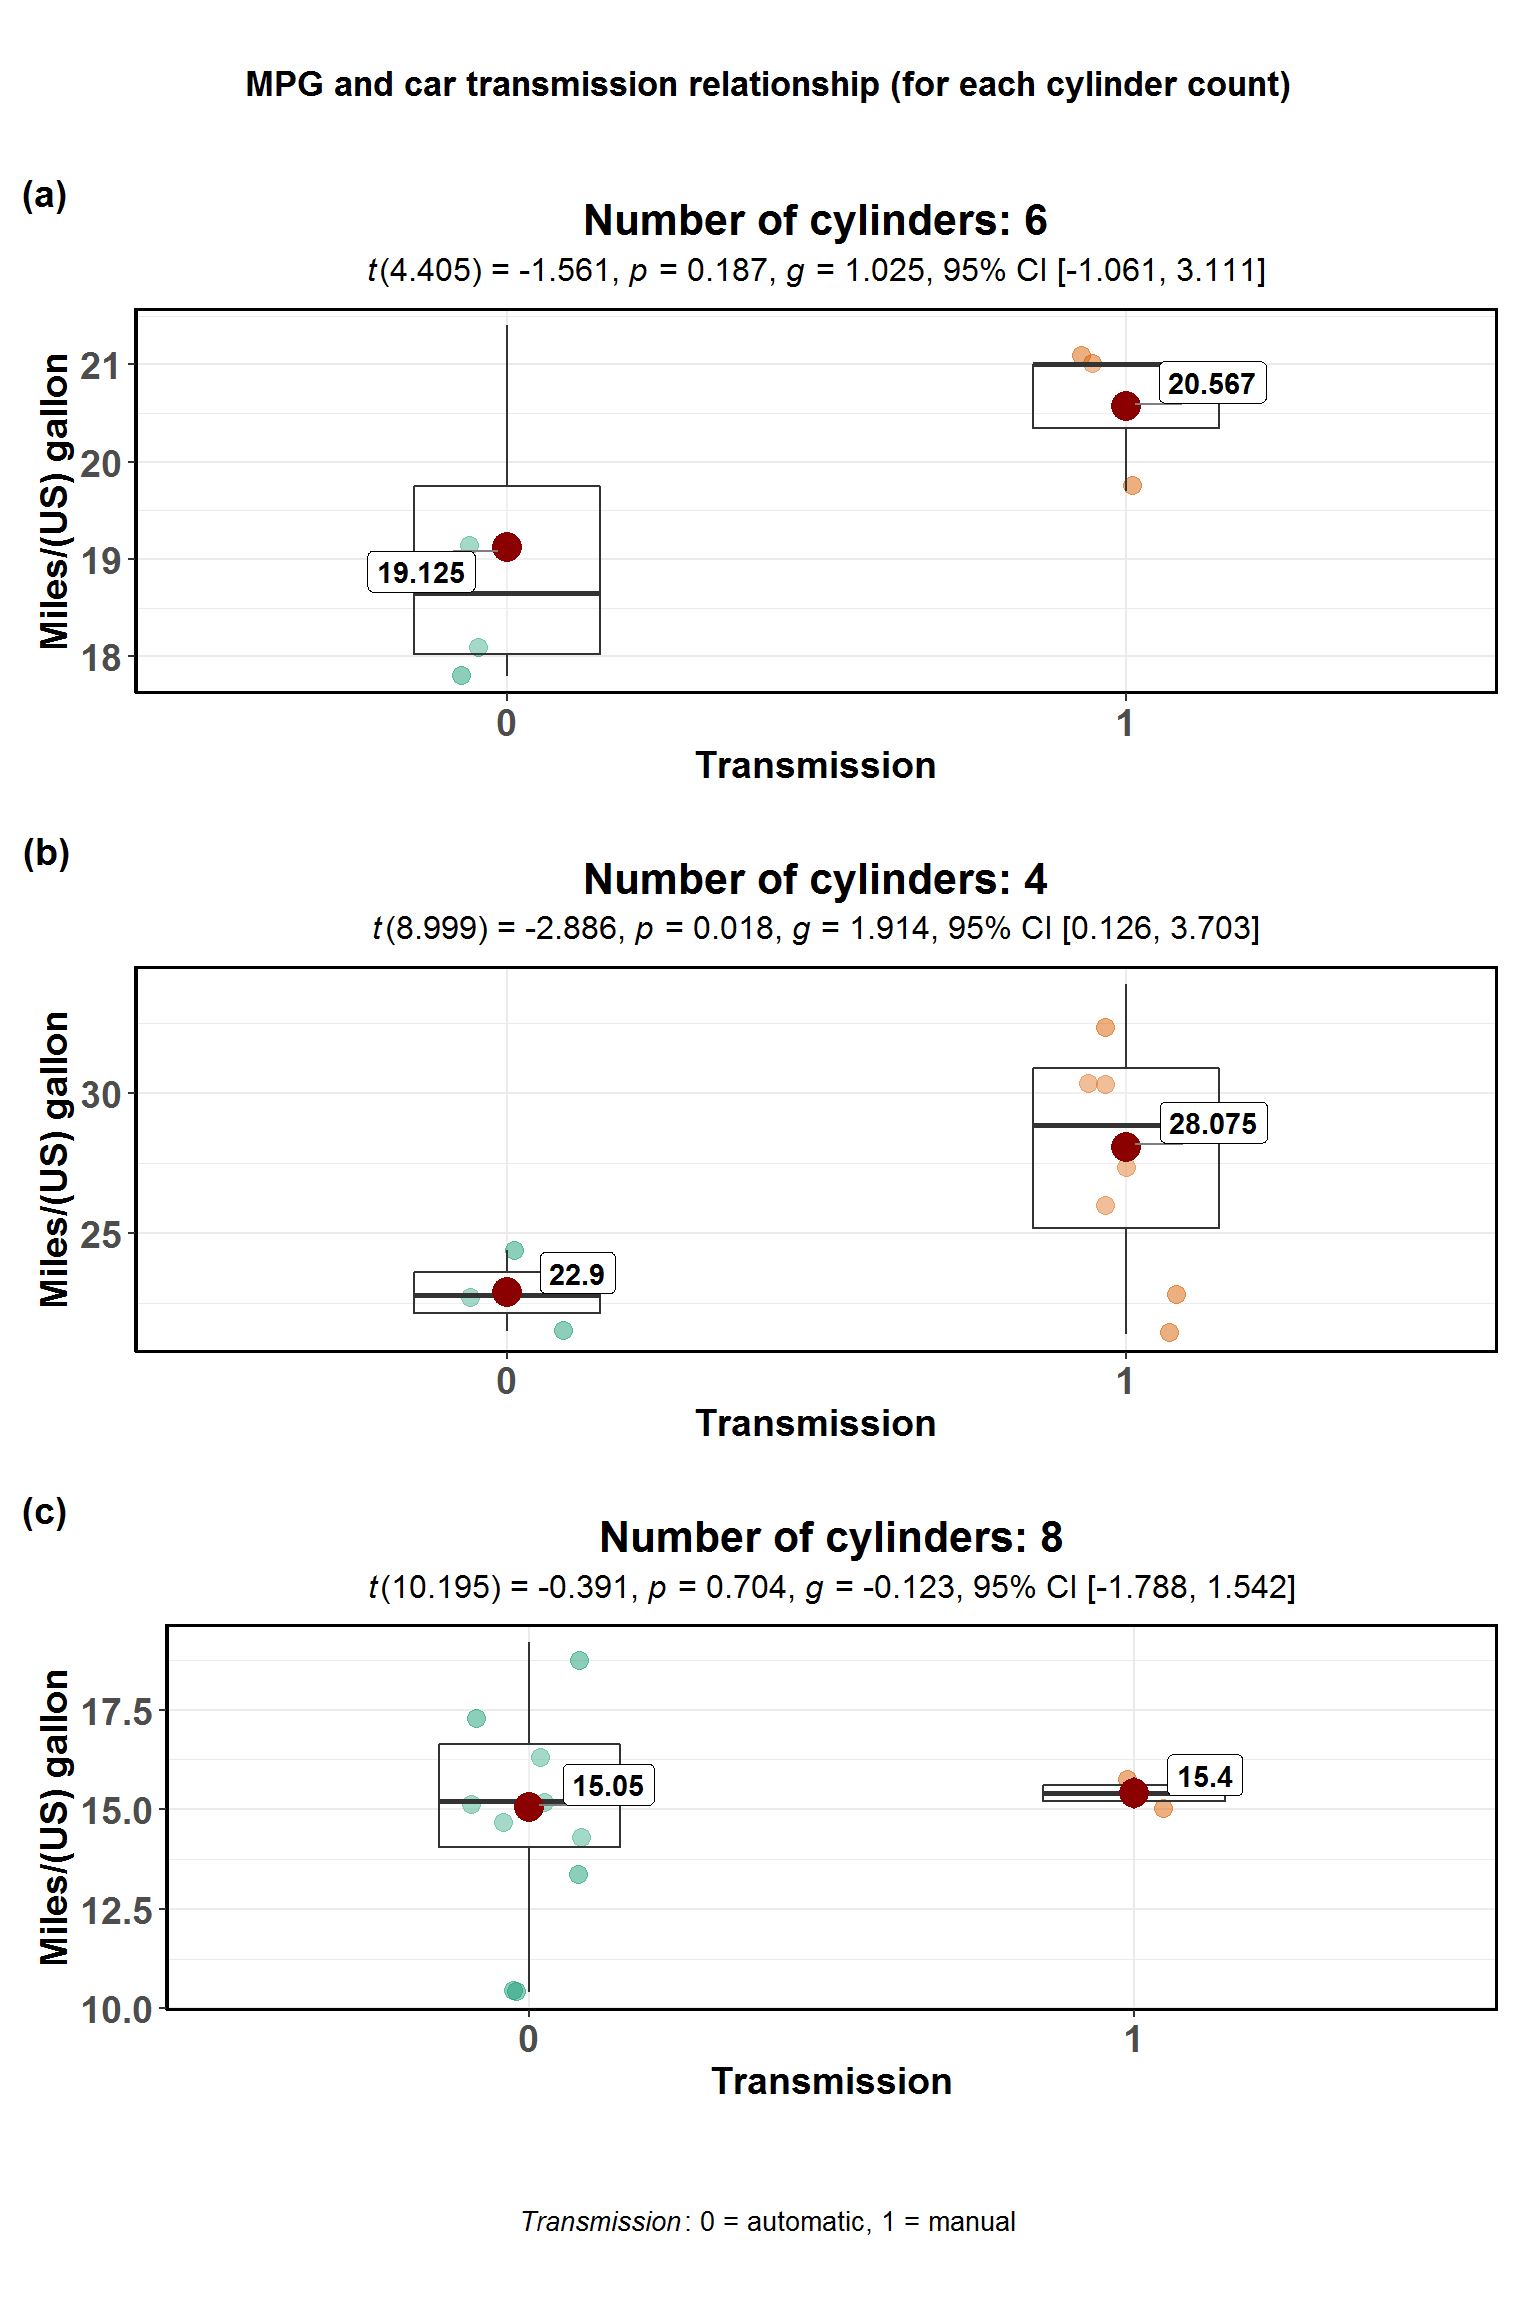 MPG and car transmission relationship (for each cylinder count)
(a)
Number of cylinders: 6
t(4.405) = -1.561, p = 0.187, g = 1.025, 95% CI [-1.061, 3.111]
Miles/(US) gallon
21
20
19
18
20.567
19.125
0 1
Transmission
(b)
Number of cylinders: 4
t(8.999) = -2.886, p = 0.018, g = 1.914, 95% CI [0.126, 3.703]
Miles/(US) gallon
30
25
28.075
22.9
0 1
Transmission
(c)
Number of cylinders: 8
t(10.195) = -0.391, p = 0.704, g = -0.123, 95% CI [-1.788, 1.542]
Miles/(US) gallon
17.5
15.0
12.5
10.0
15.05
15.4
0 1
Transmission
Transmission: 0 = automatic, 1 = manual